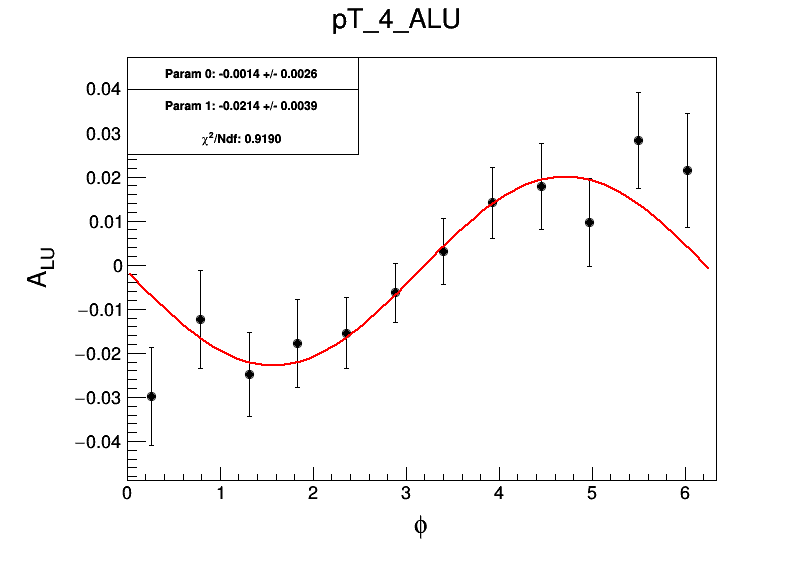 pT_4_ALU
Param 0: -0.0014 +/- 0.0026
Param 1: -0.0214 +/- 0.0039
χ²/Ndf: 0.9190
0.04
0.03
0.02
0.01
0
−0.01
−0.02
−0.03
−0.04
A_LU
0 1 2 3 4 5 6
ϕ